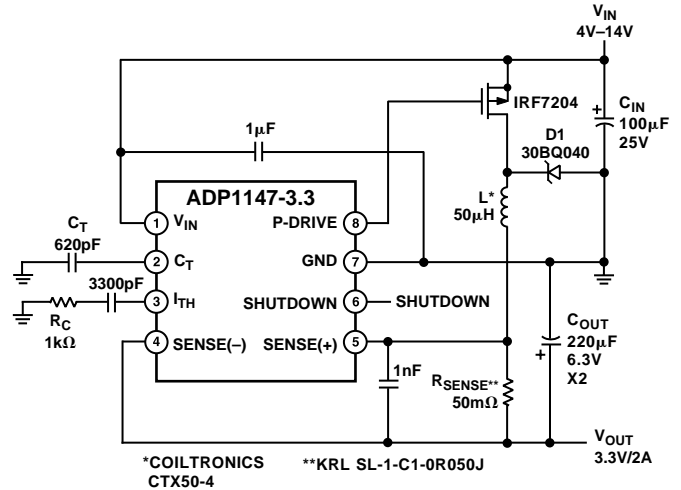 V_IN
4V–14V
IRF7204
C_IN
100μF
25V
+
1μF
D1
30BQ040
L*
50μH
ADP1147-3.3
1
V_IN
P-DRIVE
8
C_T
620pF
2
C_T
GND
7
3300pF
3
I_TH
SHUTDOWN
6
SHUTDOWN
R_C
1kΩ
4
SENSE(–)
SENSE(+)
5
1nF
R_SENSE**
50mΩ
C_OUT
220μF
6.3V
X2
+
V_OUT
3.3V/2A
*COILTRONICS
CTX50-4
**KRL SL-1-C1-0R050J